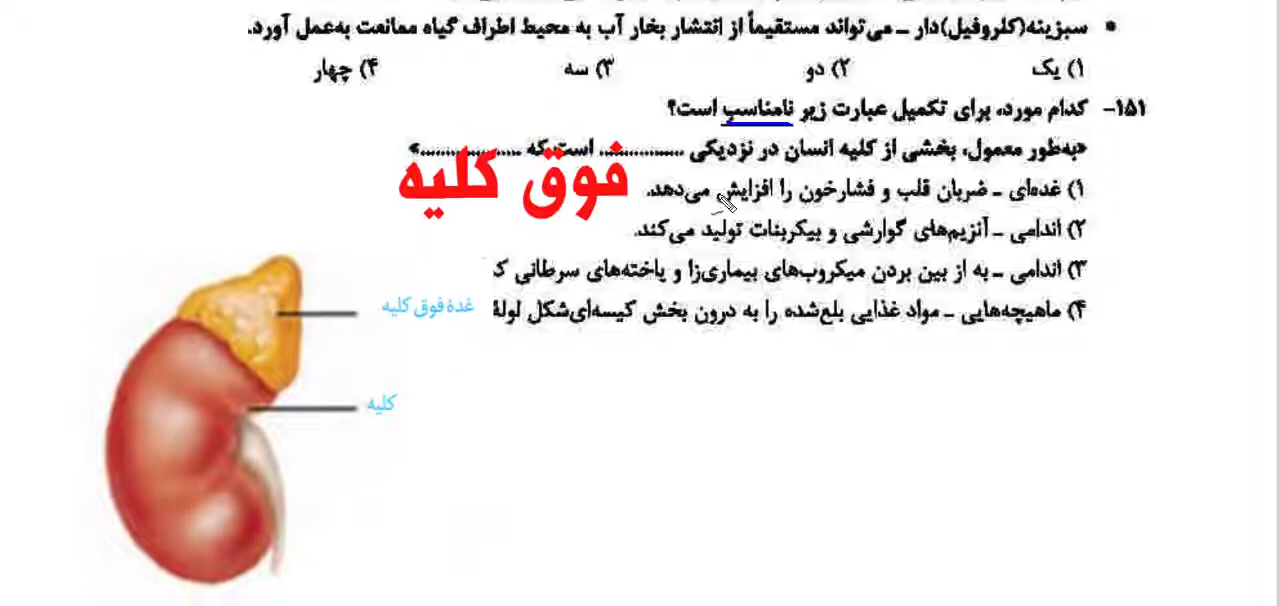 سبزینه(کلروفیل)دار ـ می‌تواند مستقیماً از انتشار بخار آب به محیط اطراف گیاه ممانعت به‌عمل آورد.
۱) یک ۲) دو ۳) سه ۴) چهار
۱۵۱- کدام مورد، برای تکمیل عبارت زیر نامناسب است؟
«به‌طور معمول، بخشی از کلیه انسان در نزدیکی ................ است که ...................»
۱) غده‌ای ـ ضربان قلب و فشارخون را افزایش می‌دهد.
فوق کلیه
۲) اندامی ـ آنزیم‌های گوارشی و بیکربنات تولید می‌کند.
۳) اندامی ـ به از بین بردن میکروب‌های بیماری‌زا و یاخته‌های سرطانی
۴) ماهیچه‌هایی ـ مواد غذایی بلع‌شده را به درون بخش کیسه‌ای‌شکل لولهٔ
غدهٔ فوق کلیه
کلیه